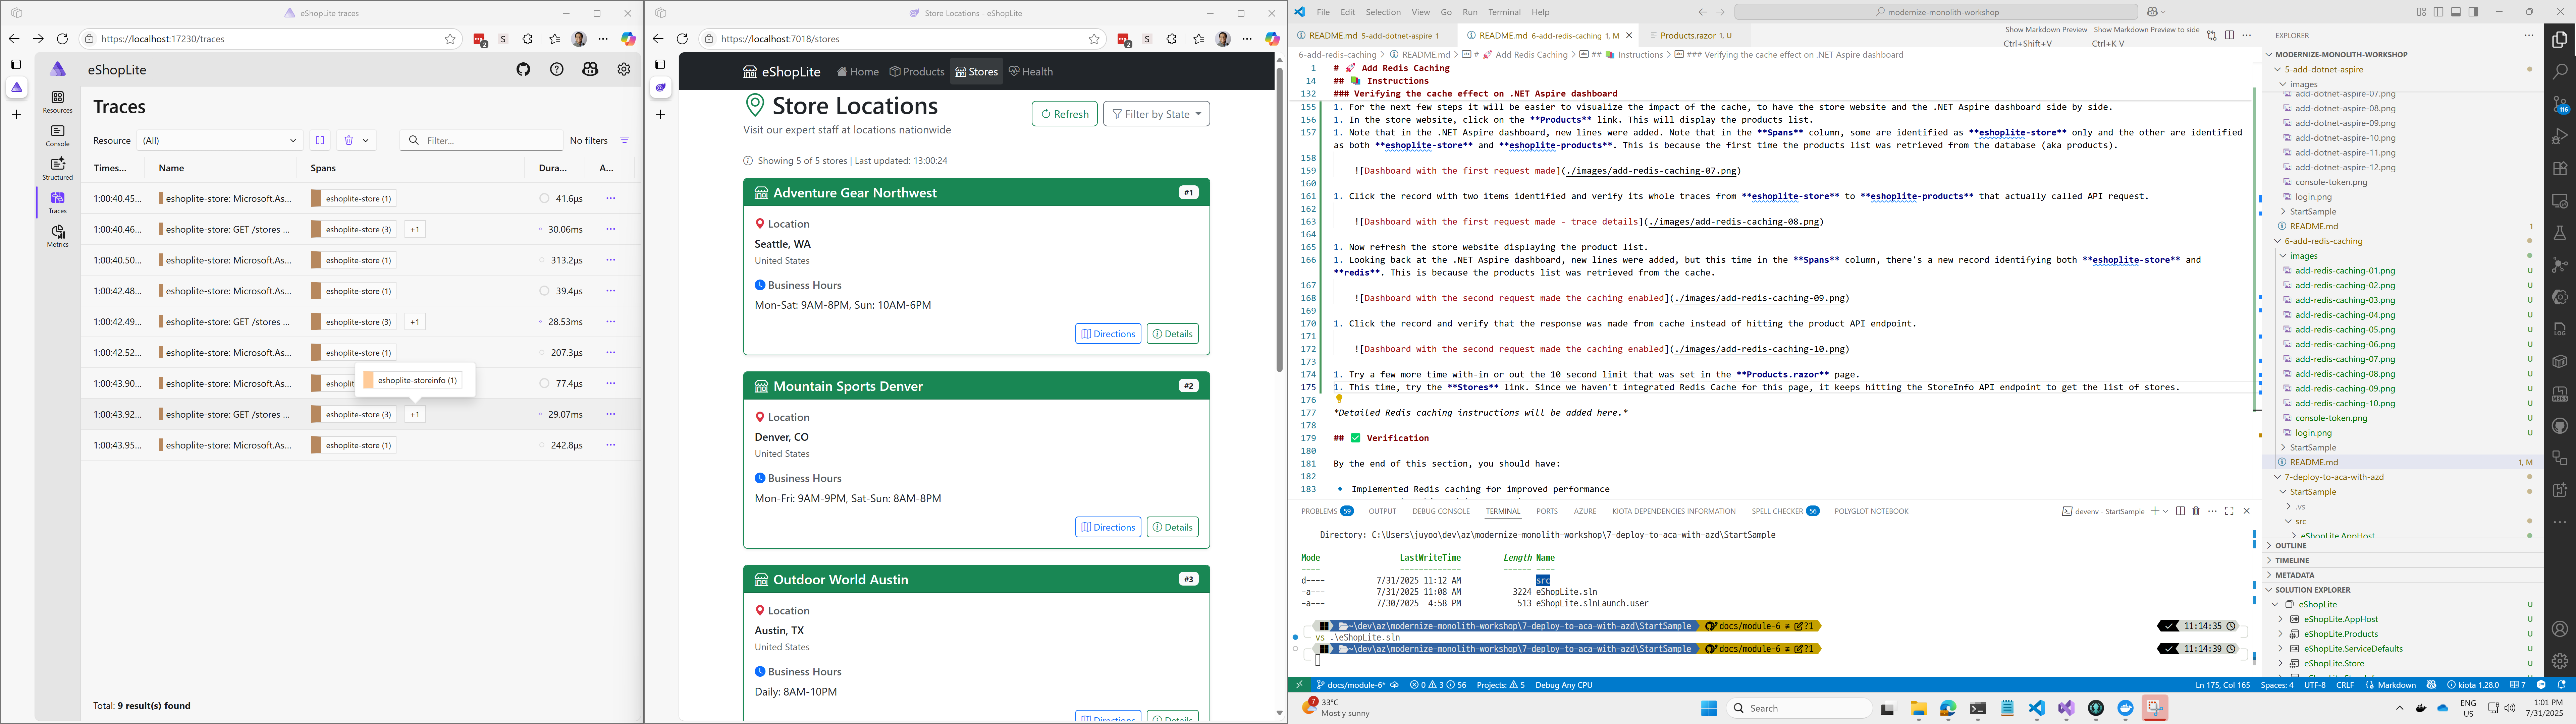 eShopLite traces
https://localhost:17230/traces
eShopLite
Resources
Console
Structured
Traces
Metrics
Traces
Resource (All) Filter... No filters
Times... Name Spans Dura... A...
1:00:40.45... eshoplite-store: Microsoft.As... eshoplite-store (1) 41.6μs
1:00:40.46... eshoplite-store: GET /stores ... eshoplite-store (3) +1 30.06ms
1:00:40.50... eshoplite-store: Microsoft.As... eshoplite-store (1) 313.2μs
1:00:42.48... eshoplite-store: Microsoft.As... eshoplite-store (1) 39.4μs
1:00:42.49... eshoplite-store: GET /stores ... eshoplite-store (3) +1 28.53ms
1:00:42.52... eshoplite-store: Microsoft.As... eshoplite-store (1) 207.3μs
eshoplite-storeinfo (1)
1:00:43.90... eshoplite-store: Microsoft.As... 77.4μs
1:00:43.92... eshoplite-store: GET /stores ... eshoplite-store (3) +1 29.07ms
1:00:43.95... eshoplite-store: Microsoft.As... eshoplite-store (1) 242.8μs
Total: 9 result(s) found
Store Locations - eShopLite
https://localhost:7018/stores
eShopLite Home Products Stores Health
Store Locations
Visit our expert staff at locations nationwide
Refresh Filter by State
Showing 5 of 5 stores | Last updated: 13:00:24
Adventure Gear Northwest #1
Location
Seattle, WA
United States
Business Hours
Mon-Sat: 9AM-8PM, Sun: 10AM-6PM
Directions Details
Mountain Sports Denver #2
Location
Denver, CO
United States
Business Hours
Mon-Fri: 9AM-9PM, Sat-Sun: 8AM-8PM
Directions Details
Outdoor World Austin #3
Location
Austin, TX
United States
Business Hours
Daily: 8AM-10PM
Directions Details
File Edit Selection View Go Run Terminal Help
modernize-monolith-workshop
README.md 5-add-dotnet-aspire 1
README.md 6-add-redis-caching 1, M
Products.razor 1, U
Show Markdown Preview Show Markdown Preview to side
Ctrl+Shift+V Ctrl+K V
6-add-redis-caching > README.md > # 🚀 Add Redis Caching > ## 📚 Instructions > ### Verifying the cache effect on .NET Aspire dashboard
1 # 🚀 Add Redis Caching
14 ## 📚 Instructions
132 ### Verifying the cache effect on .NET Aspire dashboard
155 1. For the next few steps it will be easier to visualize the impact of the cache, to have the store website and the .NET Aspire dashboard side by side.
156 1. In the store website, click on the **Products** link. This will display the products list.
157 1. Note that in the .NET Aspire dashboard, new lines were added. Note that in the **Spans** column, some are identified as **eshoplite-store** only and the other are identified
as both **eshoplite-store** and **eshoplite-products**. This is because the first time the products list was retrieved from the database (aka products).
158
159 ![Dashboard with the first request made](./images/add-redis-caching-07.png)
160
161 1. Click the record with two items identified and verify its whole traces from **eshoplite-store** to **eshoplite-products** that actually called API request.
162
163 ![Dashboard with the first request made - trace details](./images/add-redis-caching-08.png)
164
165 1. Now refresh the store website displaying the product list.
166 1. Looking back at the .NET Aspire dashboard, new lines were added, but this time in the **Spans** column, there's a new record identifying both **eshoplite-store** and
**redis**. This is because the products list was retrieved from the cache.
167
168 ![Dashboard with the second request made the caching enabled](./images/add-redis-caching-09.png)
169
170 1. Click the record and verify that the response was made from cache instead of hitting the product API endpoint.
171
172 ![Dashboard with the second request made the caching enabled](./images/add-redis-caching-10.png)
173
174 1. Try a few more time with-in or out the 10 second limit that was set in the **Products.razor** page.
175 1. This time, try the **Stores** link. Since we haven't integrated Redis Cache for this page, it keeps hitting the StoreInfo API endpoint to get the list of stores.
176
177 *Detailed Redis caching instructions will be added here.*
178
179 ## ✅ Verification
180
181 By the end of this section, you should have:
182
183 🔹 Implemented Redis caching for improved performance
PROBLEMS 59 OUTPUT DEBUG CONSOLE TERMINAL PORTS AZURE KIOTA DEPENDENCIES INFORMATION SPELL CHECKER 56 POLYGLOT NOTEBOOK
devenv - StartSample
Directory: C:\Users\juyoo\dev\az\modernize-monolith-workshop\7-deploy-to-aca-with-azd\StartSample
Mode LastWriteTime Length Name
---- ------------- ------ ----
d---- 7/31/2025 11:12 AM src
-a--- 7/31/2025 11:08 AM 3224 eShopLite.sln
-a--- 7/30/2025 4:58 PM 513 eShopLite.slnLaunch.user
~\dev\az\modernize-monolith-workshop\7-deploy-to-aca-with-azd\StartSample docs/module-6 ≢ ?1 11:14:35
vs .\eShopLite.sln
~\dev\az\modernize-monolith-workshop\7-deploy-to-aca-with-azd\StartSample docs/module-6 ≢ ?1 11:14:39
EXPLORER
MODERNIZE-MONOLITH-WORKSHOP
5-add-dotnet-aspire
images
add-dotnet-aspire-07.png
add-dotnet-aspire-08.png
add-dotnet-aspire-09.png
add-dotnet-aspire-10.png
add-dotnet-aspire-11.png
add-dotnet-aspire-12.png
console-token.png
login.png
StartSample
README.md 1
6-add-redis-caching
images
add-redis-caching-01.png U
add-redis-caching-02.png U
add-redis-caching-03.png U
add-redis-caching-04.png U
add-redis-caching-05.png U
add-redis-caching-06.png U
add-redis-caching-07.png U
add-redis-caching-08.png U
add-redis-caching-09.png U
add-redis-caching-10.png U
console-token.png U
login.png U
StartSample
README.md 1, M
7-deploy-to-aca-with-azd
StartSample
.vs
src
eShopLite.AppHost
OUTLINE
TIMELINE
METADATA
SOLUTION EXPLORER
eShopLite U
eShopLite.AppHost U
eShopLite.Products U
eShopLite.ServiceDefaults U
eShopLite.Store U
116
docs/module-6* 0 3 56 Projects: 5 Debug Any CPU
Ln 175, Col 165 Spaces: 4 UTF-8 CRLF Markdown kiota 1.28.0 7
33°C
Mostly sunny
Search
ENG
US
1:01 PM
7/31/2025